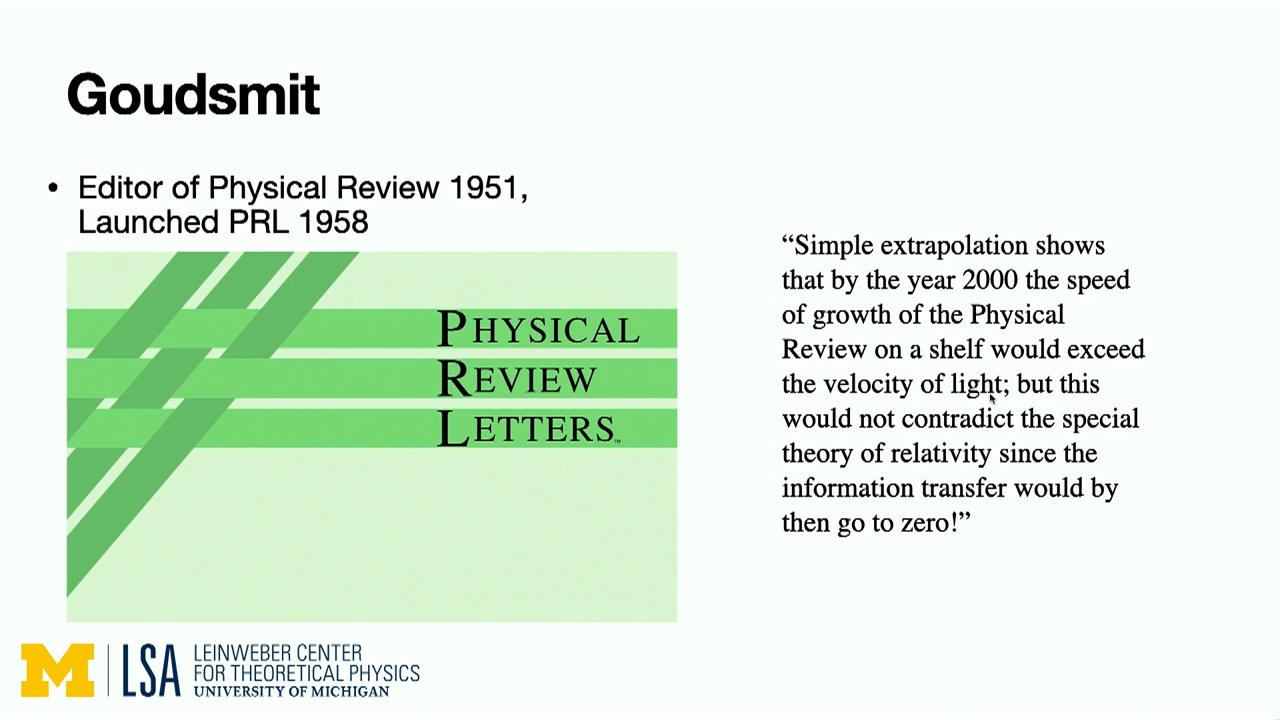 Goudsmit
• Editor of Physical Review 1951,
Launched PRL 1958
PHYSICAL
REVIEW
LETTERS™
“Simple extrapolation shows
that by the year 2000 the speed
of growth of the Physical
Review on a shelf would exceed
the velocity of light; but this
would not contradict the special
theory of relativity since the
information transfer would by
then go to zero!”
M LSA
LEINWEBER CENTER
FOR THEORETICAL PHYSICS
UNIVERSITY OF MICHIGAN